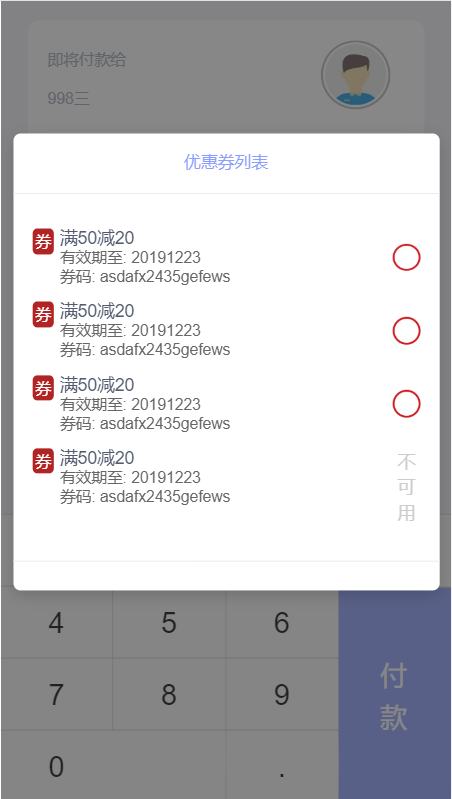 即将付款给
998三
优惠券列表
券 满50减20
有效期至: 20191223
券码: asdafx2435gefews
券 满50减20
有效期至: 20191223
券码: asdafx2435gefews
券 满50减20
有效期至: 20191223
券码: asdafx2435gefews
券 满50减20
有效期至: 20191223
券码: asdafx2435gefews
不
可
用
4 5 6
7 8 9
0 .
付
款